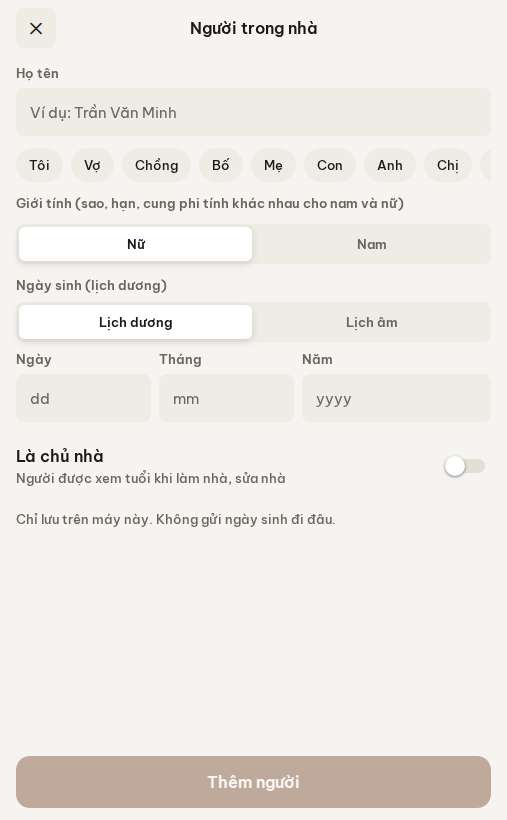 Người trong nhà
Họ tên
Ví dụ: Trần Văn Minh
Tôi Vợ Chồng Bố Mẹ Con Anh Chị
Giới tính (sao, hạn, cung phi tính khác nhau cho nam và nữ)
Nữ Nam
Ngày sinh (lịch dương)
Lịch dương Lịch âm
Ngày Tháng Năm
dd mm yyyy
Là chủ nhà
Người được xem tuổi khi làm nhà, sửa nhà
Chỉ lưu trên máy này. Không gửi ngày sinh đi đâu.
Thêm người